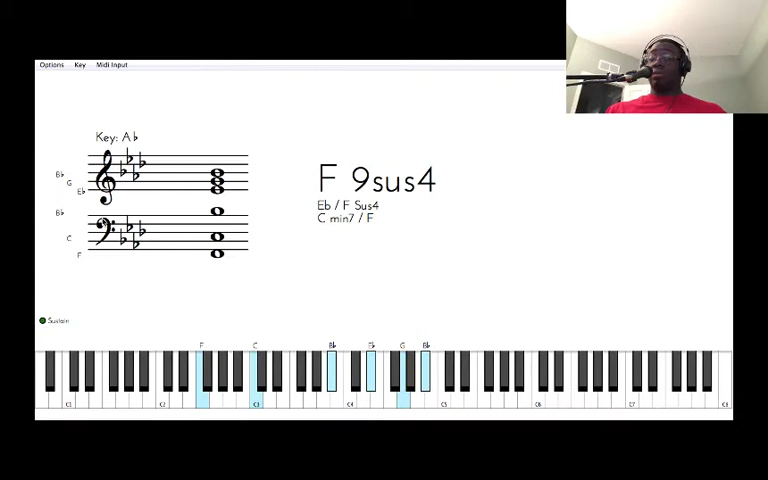 Options Key Midi Input
Key: A♭
B♭
G
E♭
B♭
C
F
F 9sus4
Eb / F Sus4
C min7 / F
Sustain
F C B♭ E♭ G B♭
C1 C2 C3 C4 C5 C6 C7 C8